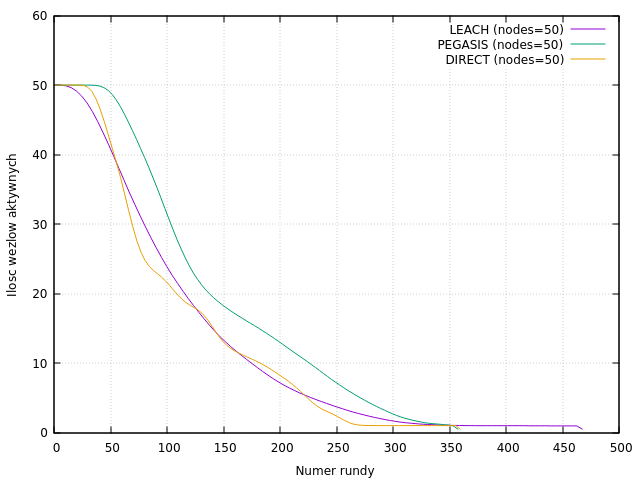 60
50
40
30
20
10
0
Ilosc wezlow aktywnych
LEACH (nodes=50)
PEGASIS (nodes=50)
DIRECT (nodes=50)
0 50 100 150 200 250 300 350 400 450 500
Numer rundy